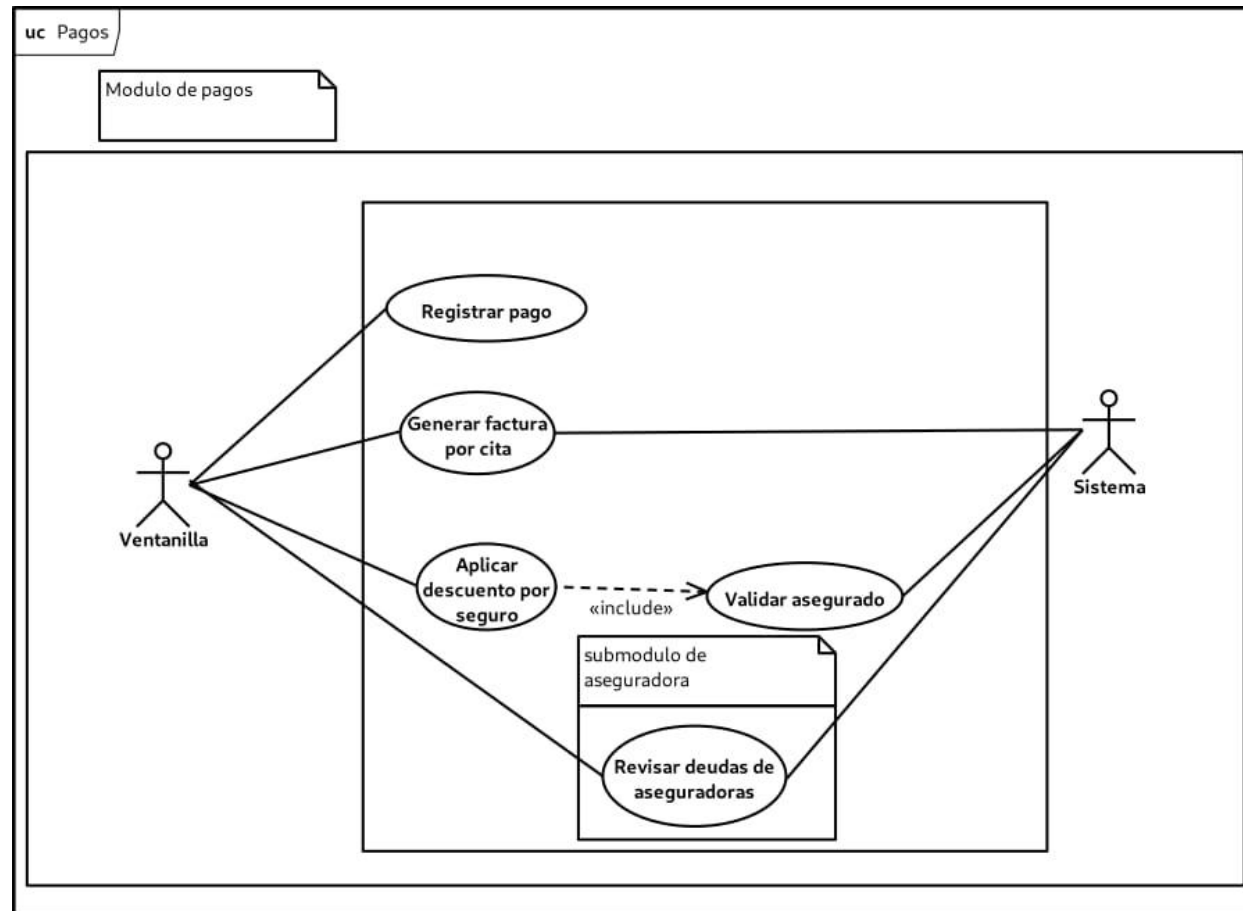 uc Pagos
Modulo de pagos
Registrar pago
Generar factura
por cita
Sistema
Ventanilla
Aplicar
descuento por
seguro
«include»
Validar asegurado
submodulo de
aseguradora
Revisar deudas de
aseguradoras